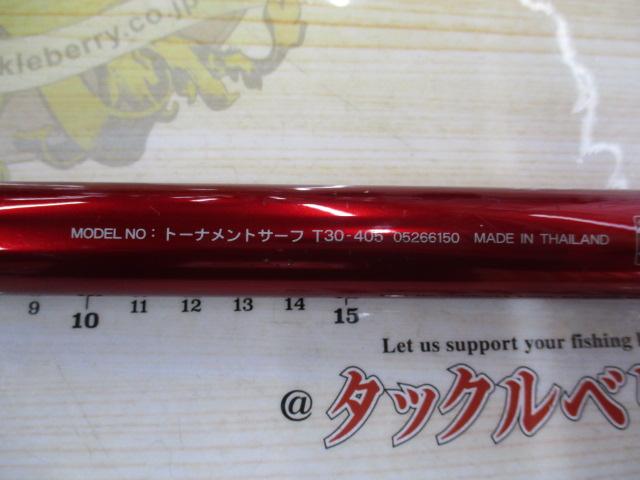 kleberry.co.jp
MODEL NO：トーナメントサーフ T30-405 05266150 MADE IN THAILAND
9 10 11 12 13 14 15
Let us support your fishing
@タックルベ